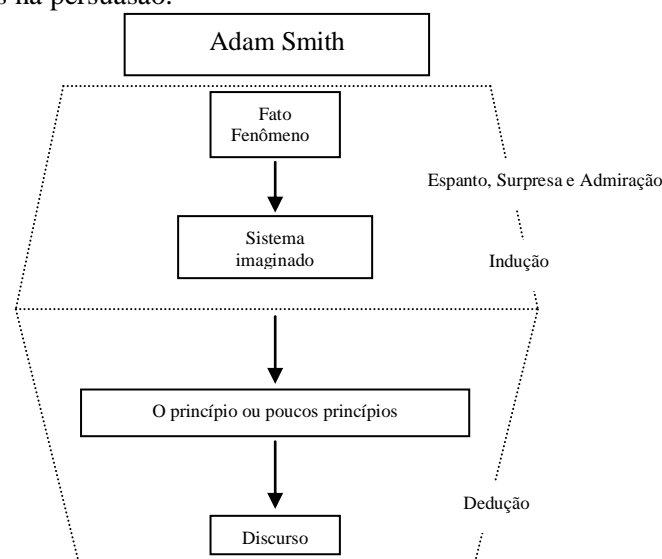 s na persuasão.
Adam Smith
Fato
Fenômeno
Espanto, Surpresa e Admiração
Sistema
imaginado
Indução
O princípio ou poucos princípios
Dedução
Discurso